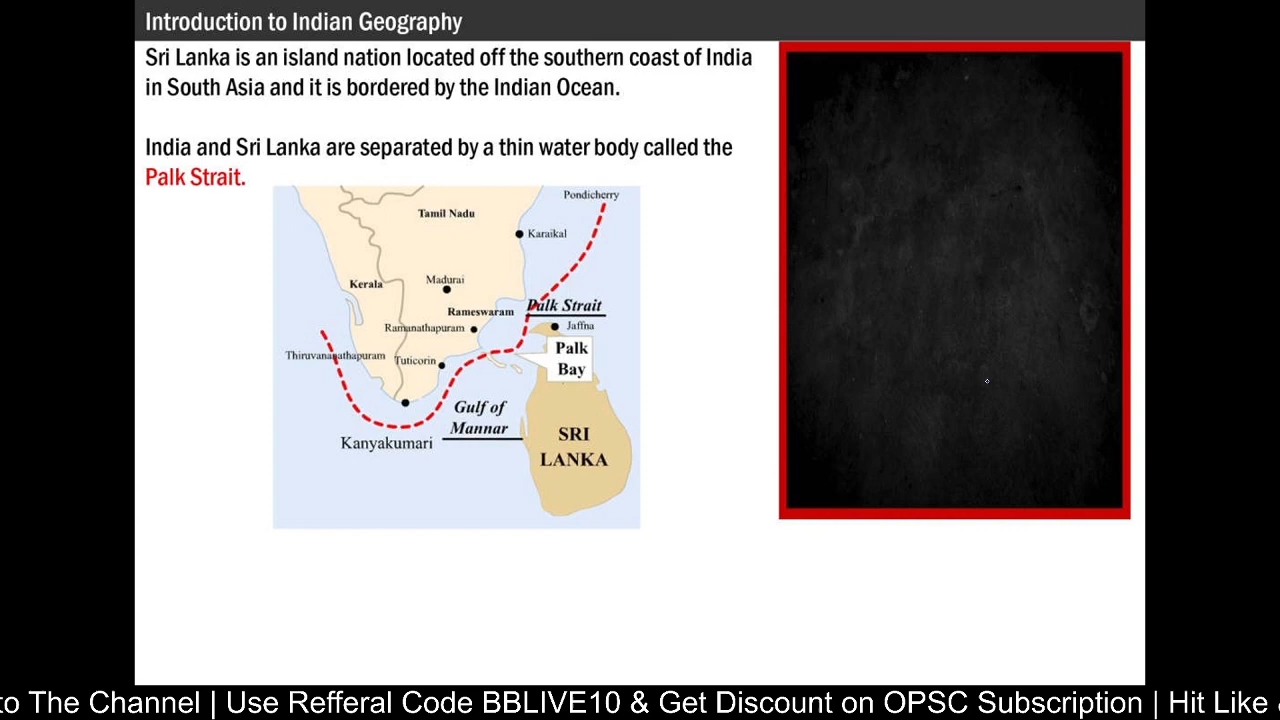 Introduction to Indian Geography
Sri Lanka is an island nation located off the southern coast of India
in South Asia and it is bordered by the Indian Ocean.
India and Sri Lanka are separated by a thin water body called the
Palk Strait.
Pondicherry
Tamil Nadu
Karaikal
Madurai
Kerala
Palk Strait
Rameswaram
Ramanathapuram
Jaffna
Palk
Bay
Thiruvananathapuram
Tuticorin
Gulf of
Mannar
Kanyakumari
SRI
LANKA
to The Channel | Use Refferal Code BBLIVE10 & Get Discount on OPSC Subscription | Hit Like